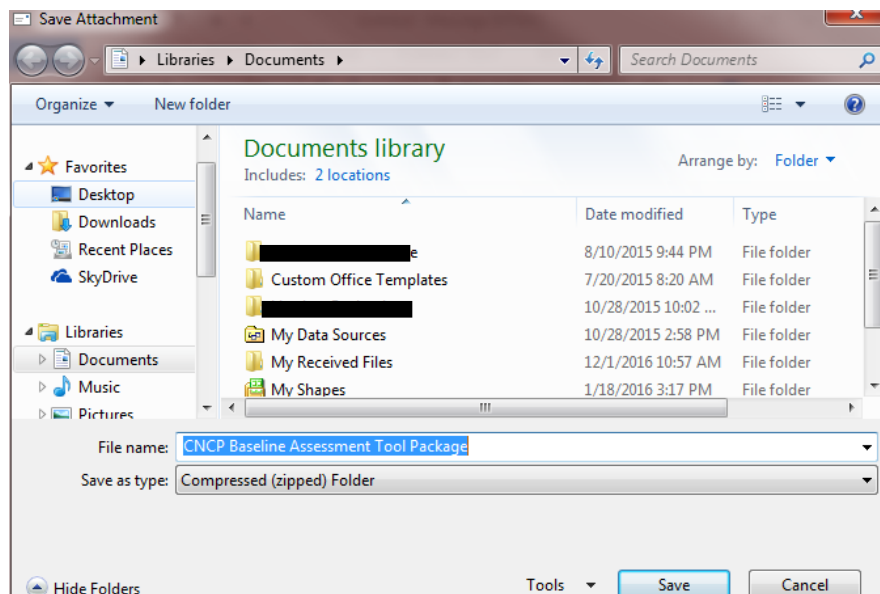 Save Attachment
Libraries Documents Search Documents
Organize New folder
Favorites
Desktop
Downloads
Recent Places
SkyDrive
Libraries
Documents
Music
Pictures
Documents library
Includes: 2 locations
Arrange by: Folder
Name Date modified Type
e 8/10/2015 9:44 PM File folder
Custom Office Templates 7/20/2015 8:20 AM File folder
10/28/2015 10:02 ... File folder
My Data Sources 10/28/2015 2:58 PM File folder
My Received Files 12/1/2016 10:57 AM File folder
My Shapes 1/18/2016 3:17 PM File folder
File name: CNCP Baseline Assessment Tool Package
Save as type: Compressed (zipped) Folder
Hide Folders Tools Save Cancel